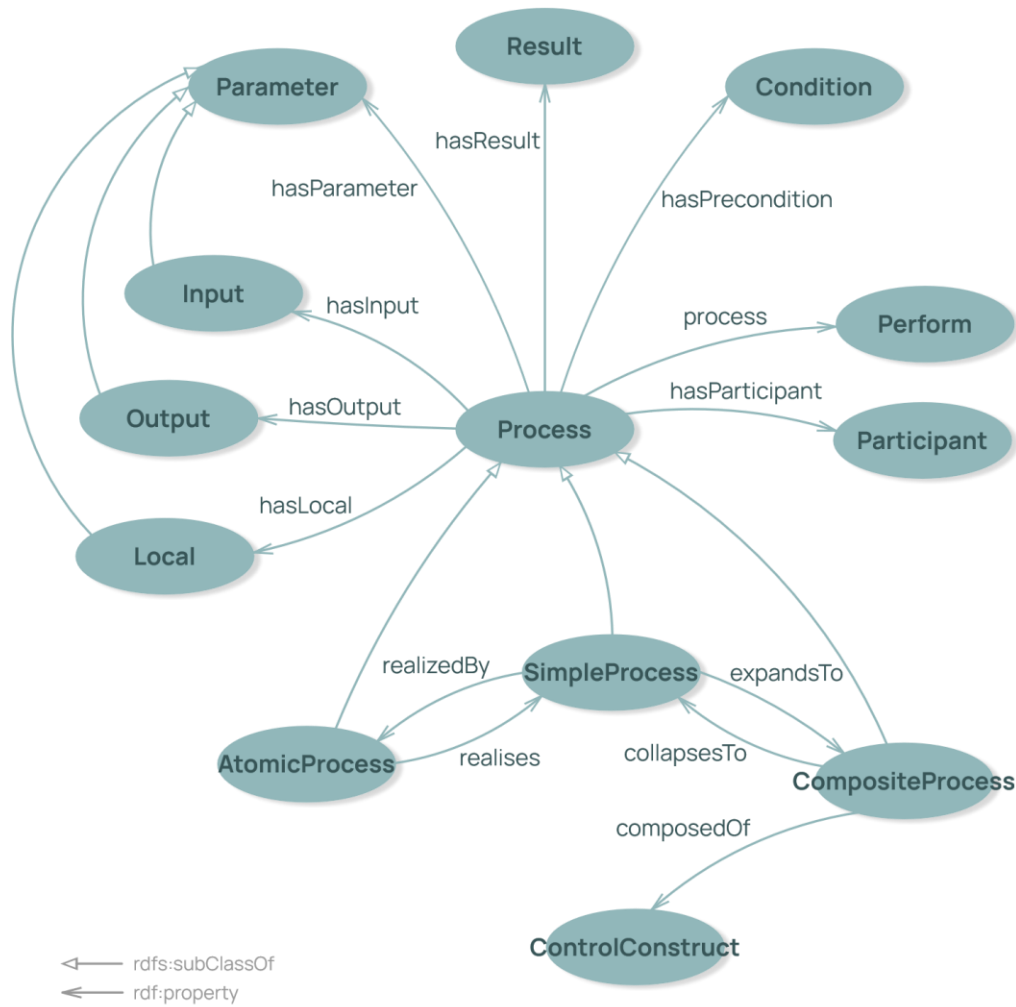 Result
Parameter
Condition
hasResult
hasParameter
hasPrecondition
Input
hasInput
process
Perform
hasParticipant
Output
hasOutput
Process
Participant
hasLocal
Local
realizedBy
SimpleProcess
expandsTo
AtomicProcess
realises
collapsesTo
CompositeProcess
composedOf
ControlConstruct
rdfs:subClassOf
rdf:property